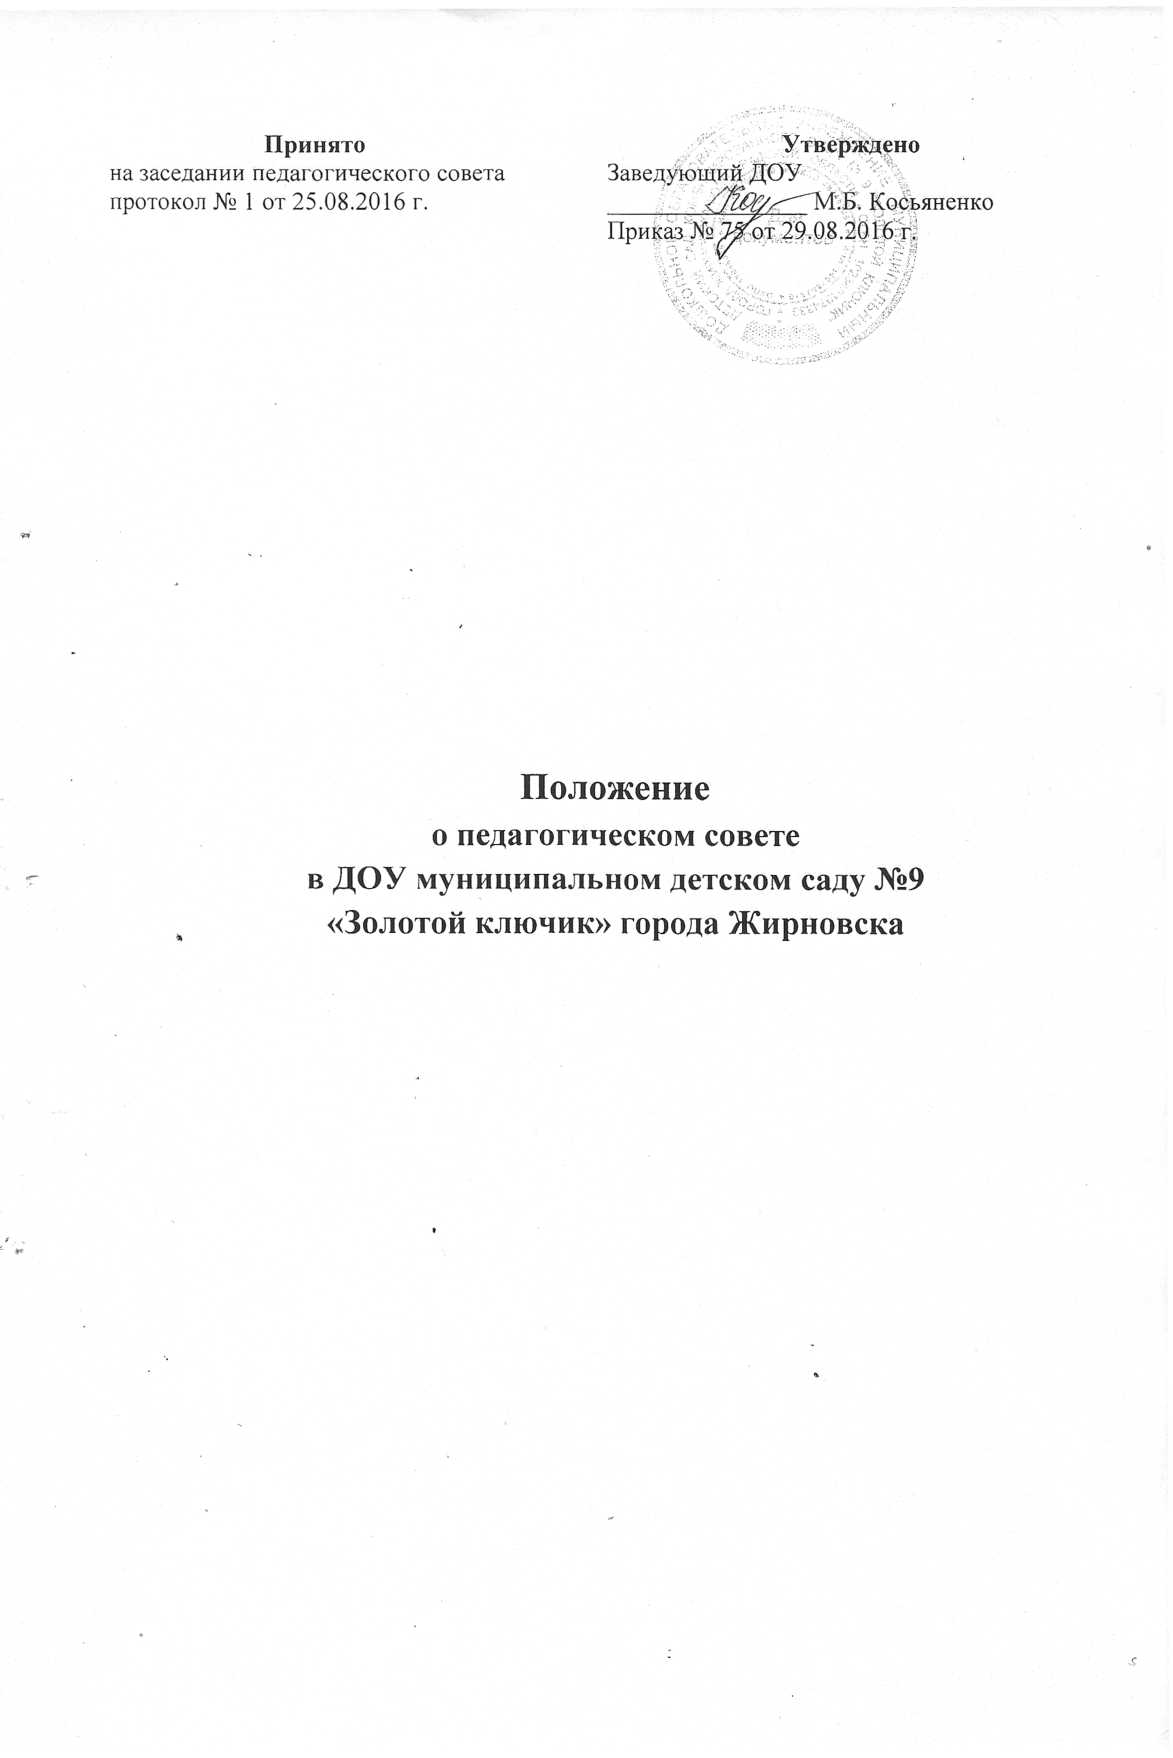 Принято
на заседании педагогического совета
протокол № 1 от 25.08.2016 г.
Утверждено
Заведующий ДОУ
М.Б. Косьяненко
Приказ № 75 от 29.08.2016 г.
Положение
о педагогическом совете
в ДОУ муниципальном детском саду №9
«Золотой ключик» города Жирновска